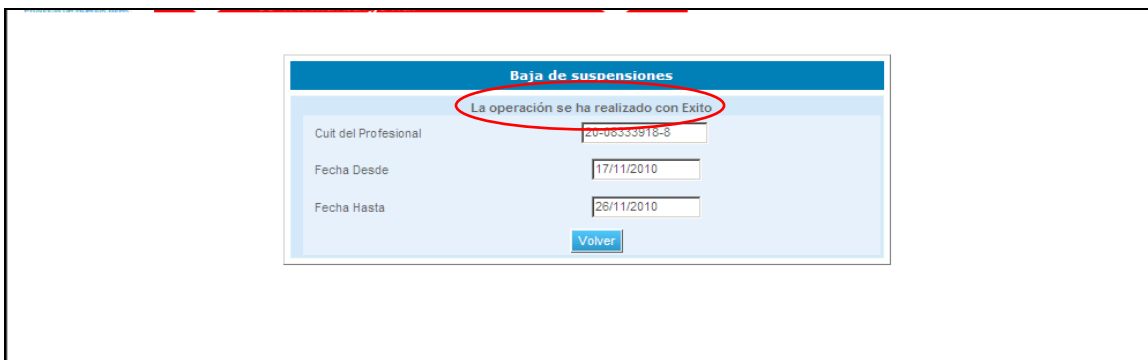 Baja de suspensiones
La operación se ha realizado con Exito
Cuit del Profesional 20-08333918-8
Fecha Desde 17/11/2010
Fecha Hasta 26/11/2010
Volver